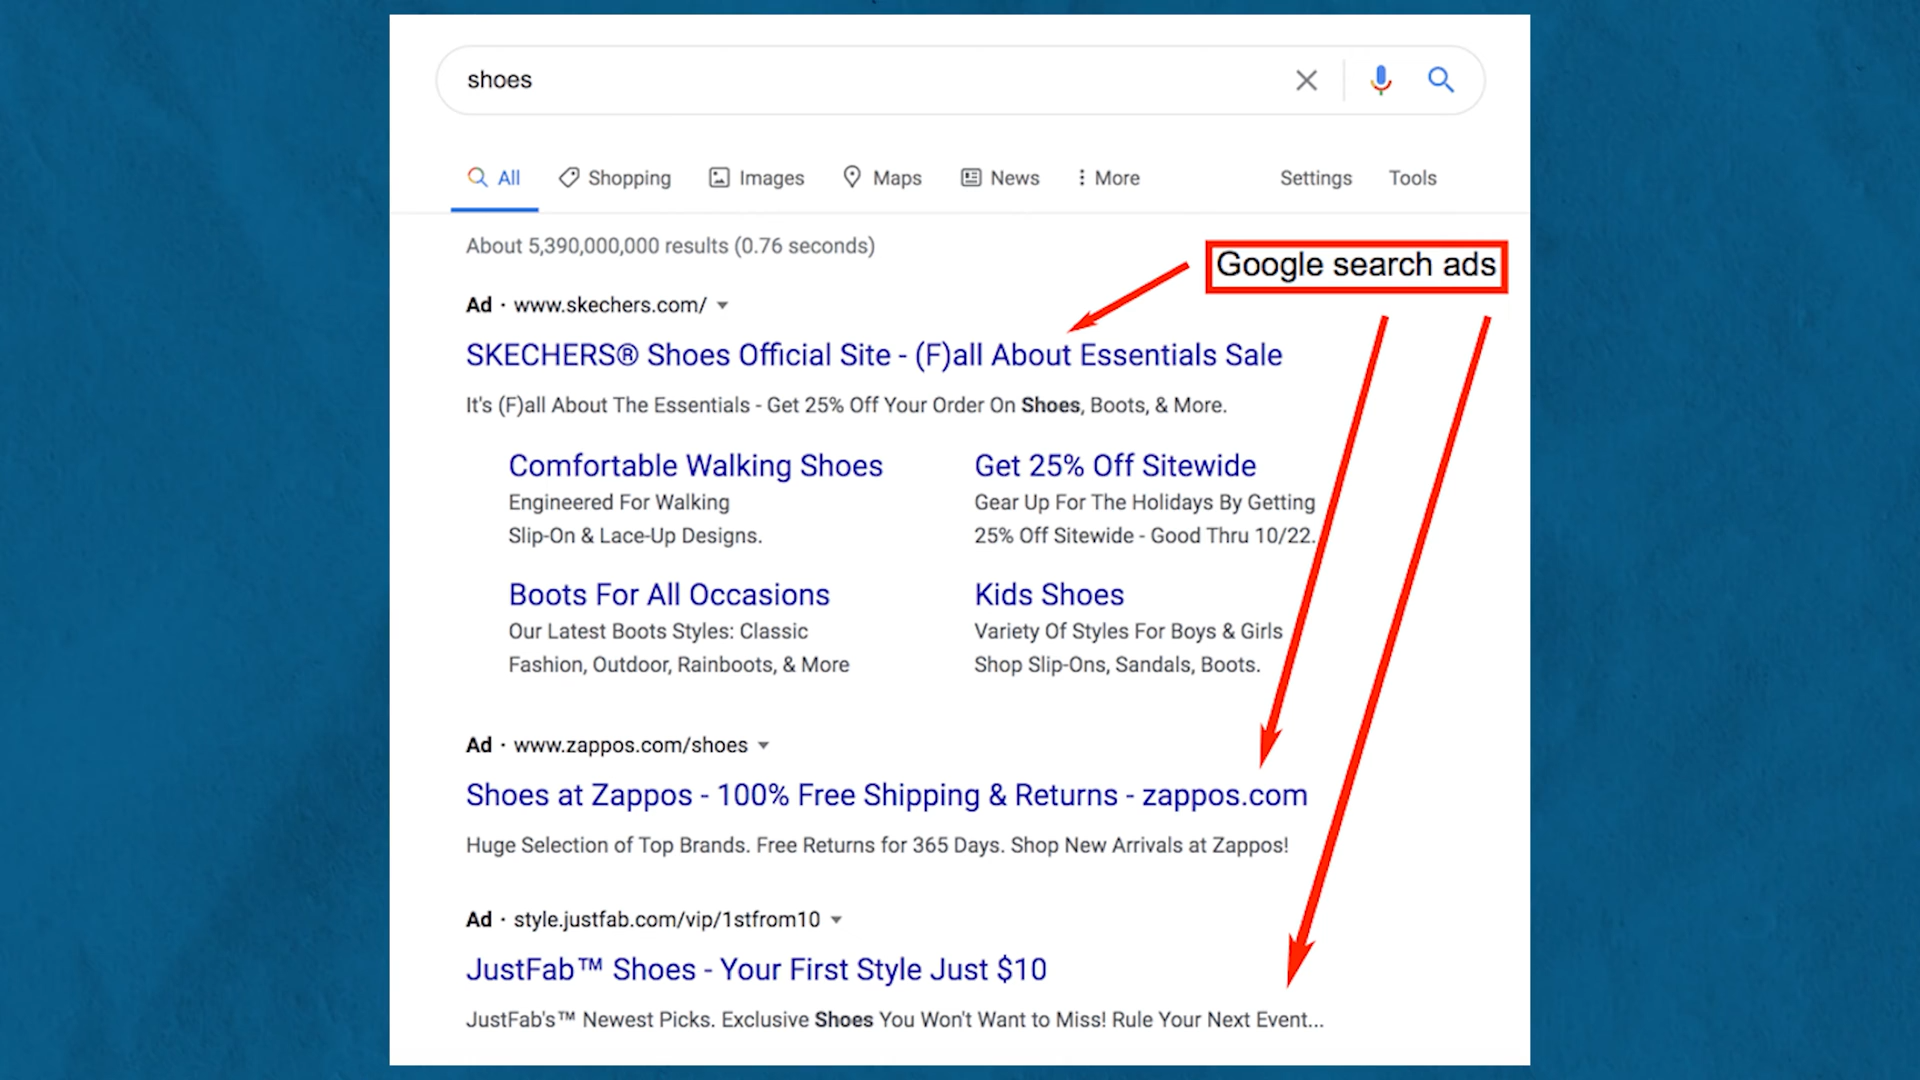 shoes
All Shopping Images Maps News More Settings Tools
About 5,390,000,000 results (0.76 seconds)
Google search ads
Ad · www.skechers.com/
SKECHERS® Shoes Official Site - (F)all About Essentials Sale
It's (F)all About The Essentials - Get 25% Off Your Order On Shoes, Boots, & More.
Comfortable Walking Shoes
Engineered For Walking
Slip-On & Lace-Up Designs.
Get 25% Off Sitewide
Gear Up For The Holidays By Getting
25% Off Sitewide - Good Thru 10/22.
Boots For All Occasions
Our Latest Boots Styles: Classic
Fashion, Outdoor, Rainboots, & More
Kids Shoes
Variety Of Styles For Boys & Girls
Shop Slip-Ons, Sandals, Boots.
Ad · www.zappos.com/shoes
Shoes at Zappos - 100% Free Shipping & Returns - zappos.com
Huge Selection of Top Brands. Free Returns for 365 Days. Shop New Arrivals at Zappos!
Ad · style.justfab.com/vip/1stfrom10
JustFab™ Shoes - Your First Style Just $10
JustFab's™ Newest Picks. Exclusive Shoes You Won't Want to Miss! Rule Your Next Event...